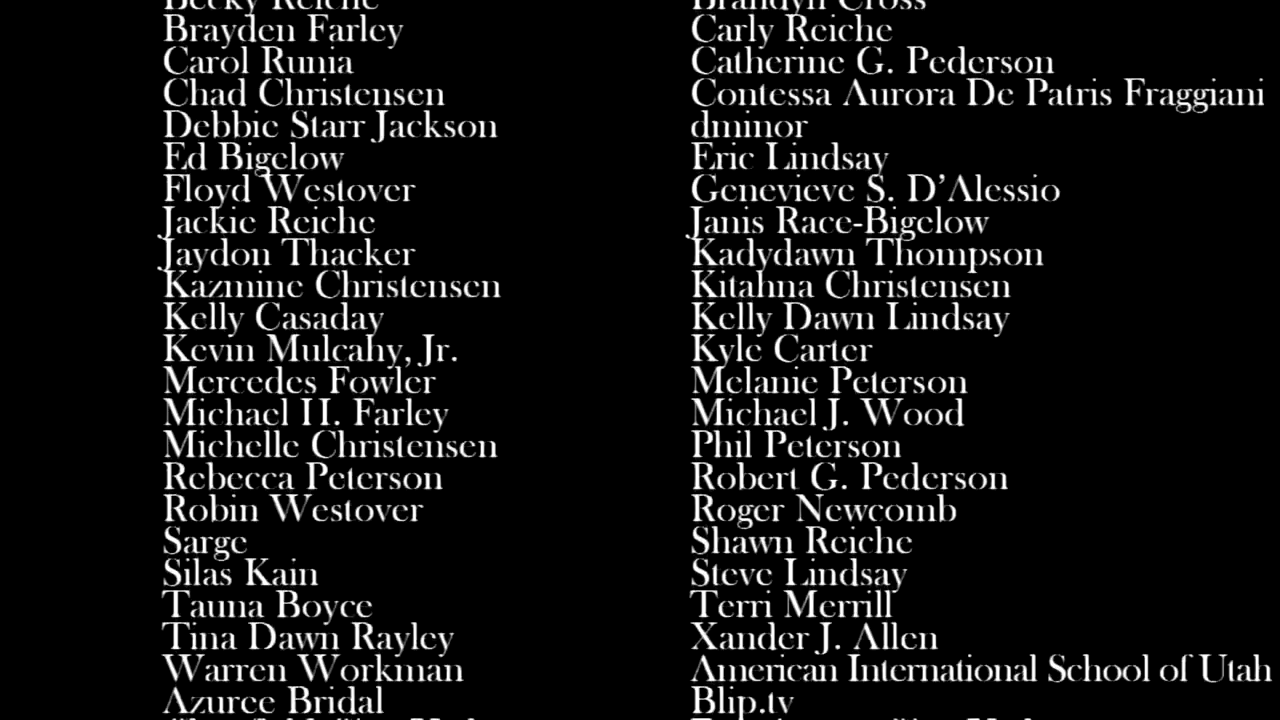 Becky Reiche
Brayden Farley
Carol Runia
Chad Christensen
Debbie Starr Jackson
Ed Bigelow
Floyd Westover
Jackie Reiche
Jaydon Thacker
Kazmine Christensen
Kelly Casaday
Kevin Mulcahy, Jr.
Mercedes Fowler
Michael H. Farley
Michelle Christensen
Rebecca Peterson
Robin Westover
Sarge
Silas Kain
Tauna Boyce
Tina Dawn Rayley
Warren Workman
Azuree Bridal
Brandyn Cross
Carly Reiche
Catherine G. Pederson
Contessa Aurora De Patris Fraggiani
dminor
Eric Lindsay
Genevieve S. D’Alessio
Janis Race-Bigelow
Kadydawn Thompson
Kitahna Christensen
Kelly Dawn Lindsay
Kyle Carter
Melanie Peterson
Michael J. Wood
Phil Peterson
Robert G. Pederson
Roger Newcomb
Shawn Reiche
Steve Lindsay
Terri Merrill
Xander J. Allen
American International School of Utah
Blip.tv